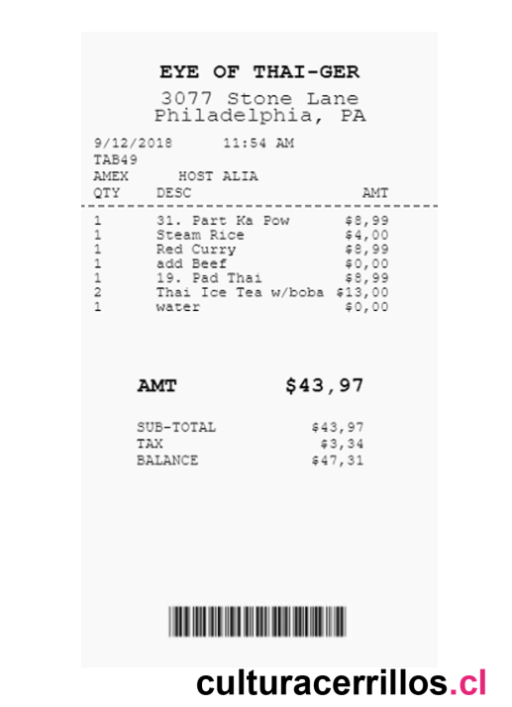 EYE OF THAI-GER
3077 Stone Lane
Philadelphia, PA
9/12/2018 11:54 AM
TAB49
AMEX HOST ALIA
QTY DESC AMT
1 31. Part Ka Pow $8,99
1 Steam Rice $4,00
1 Red Curry $8,99
1 add Beef $0,00
1 19. Pad Thai $8,99
2 Thai Ice Tea w/boba $13,00
1 water $0,00
AMT $43,97
SUB-TOTAL $43,97
TAX $3,34
BALANCE $47,31
culturacerrillos.cl